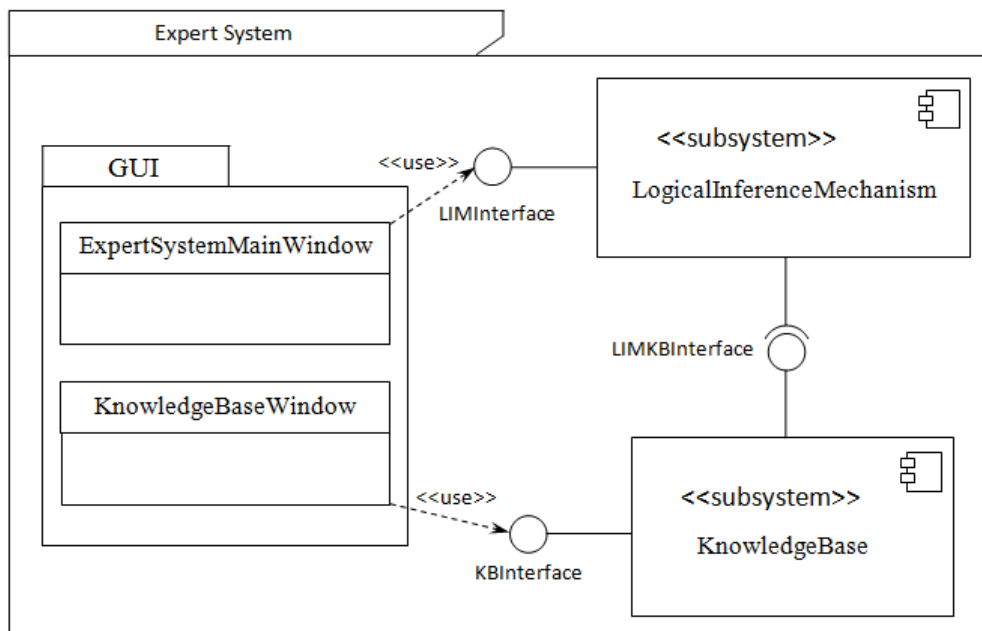 Expert System
GUI
ExpertSystemMainWindow
KnowledgeBaseWindow
<<use>>
LIMInterface
<<subsystem>>
LogicalInferenceMechanism
LIMKBInterface
<<use>>
KBInterface
<<subsystem>>
KnowledgeBase